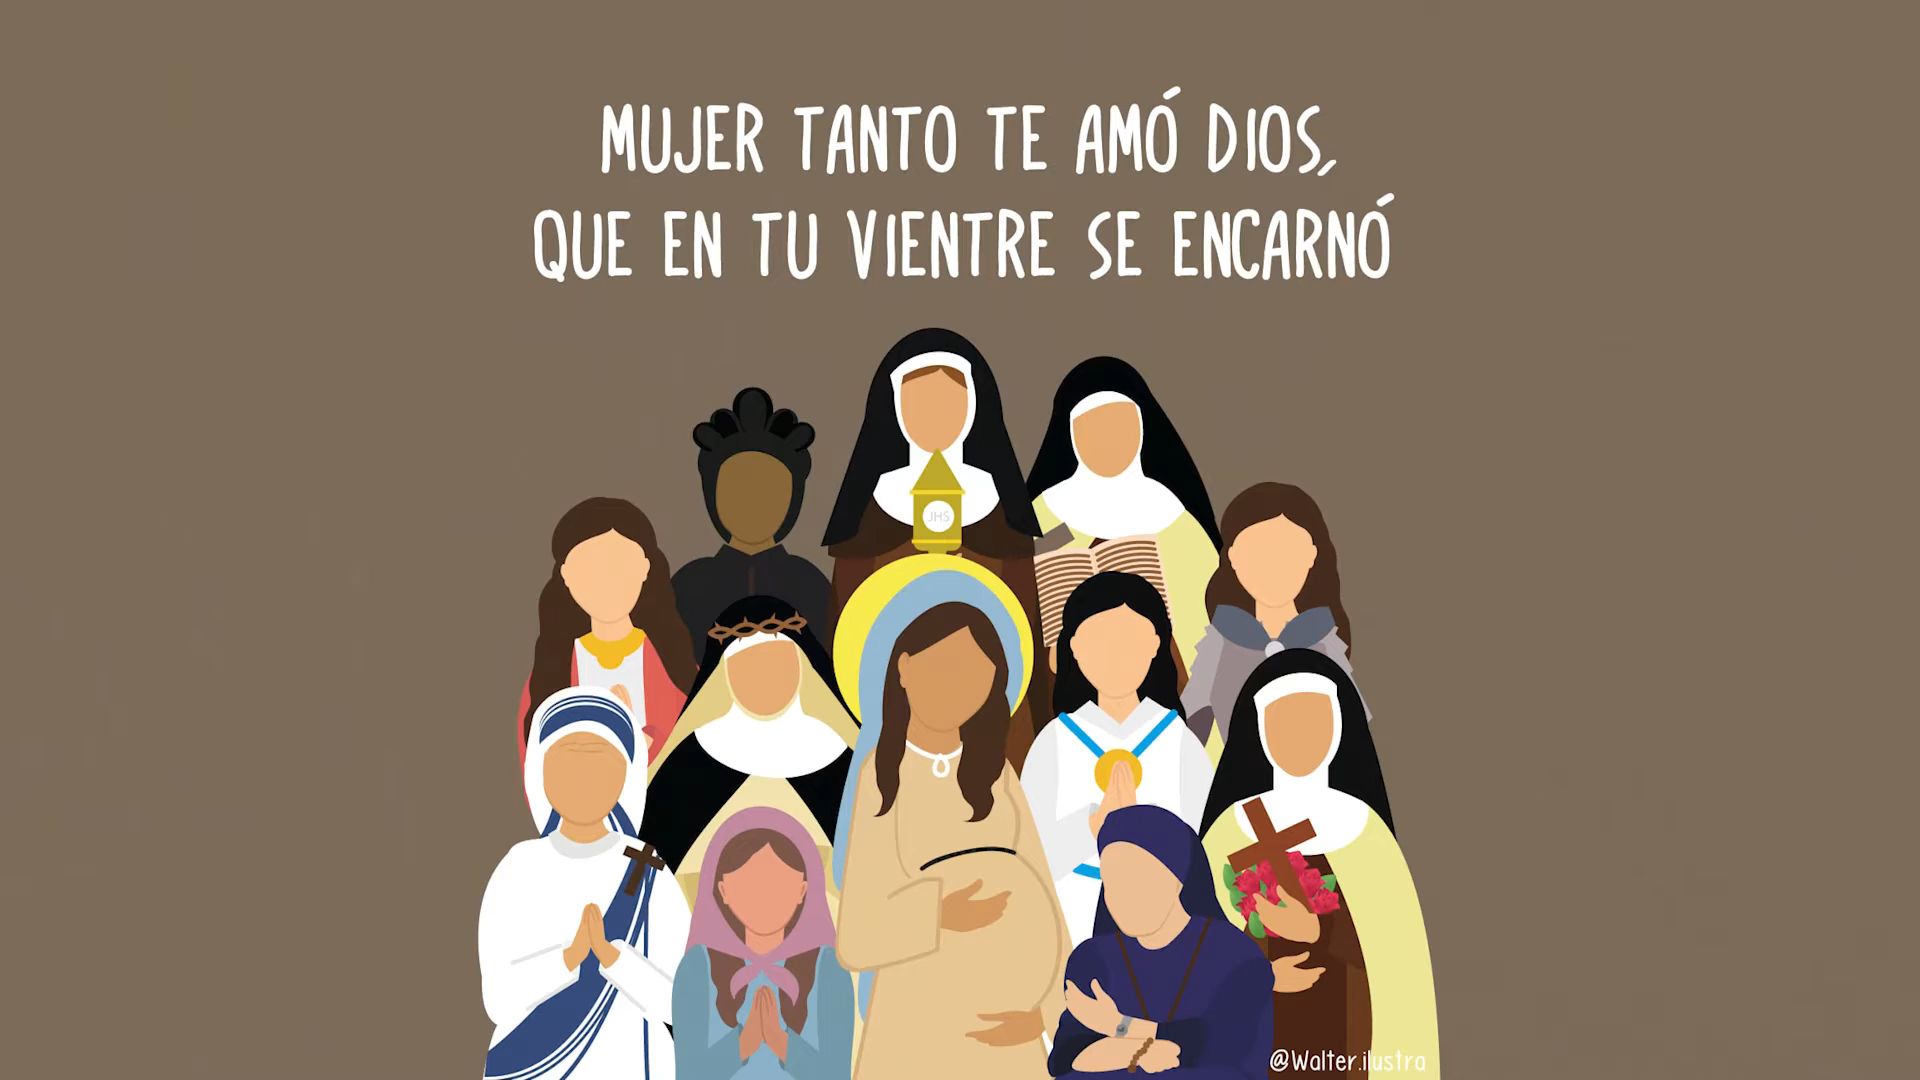 MUJER TANTO TE AMÓ DIOS,
QUE EN TU VIENTRE SE ENCARNÓ
JHS
@Walter.ilustra